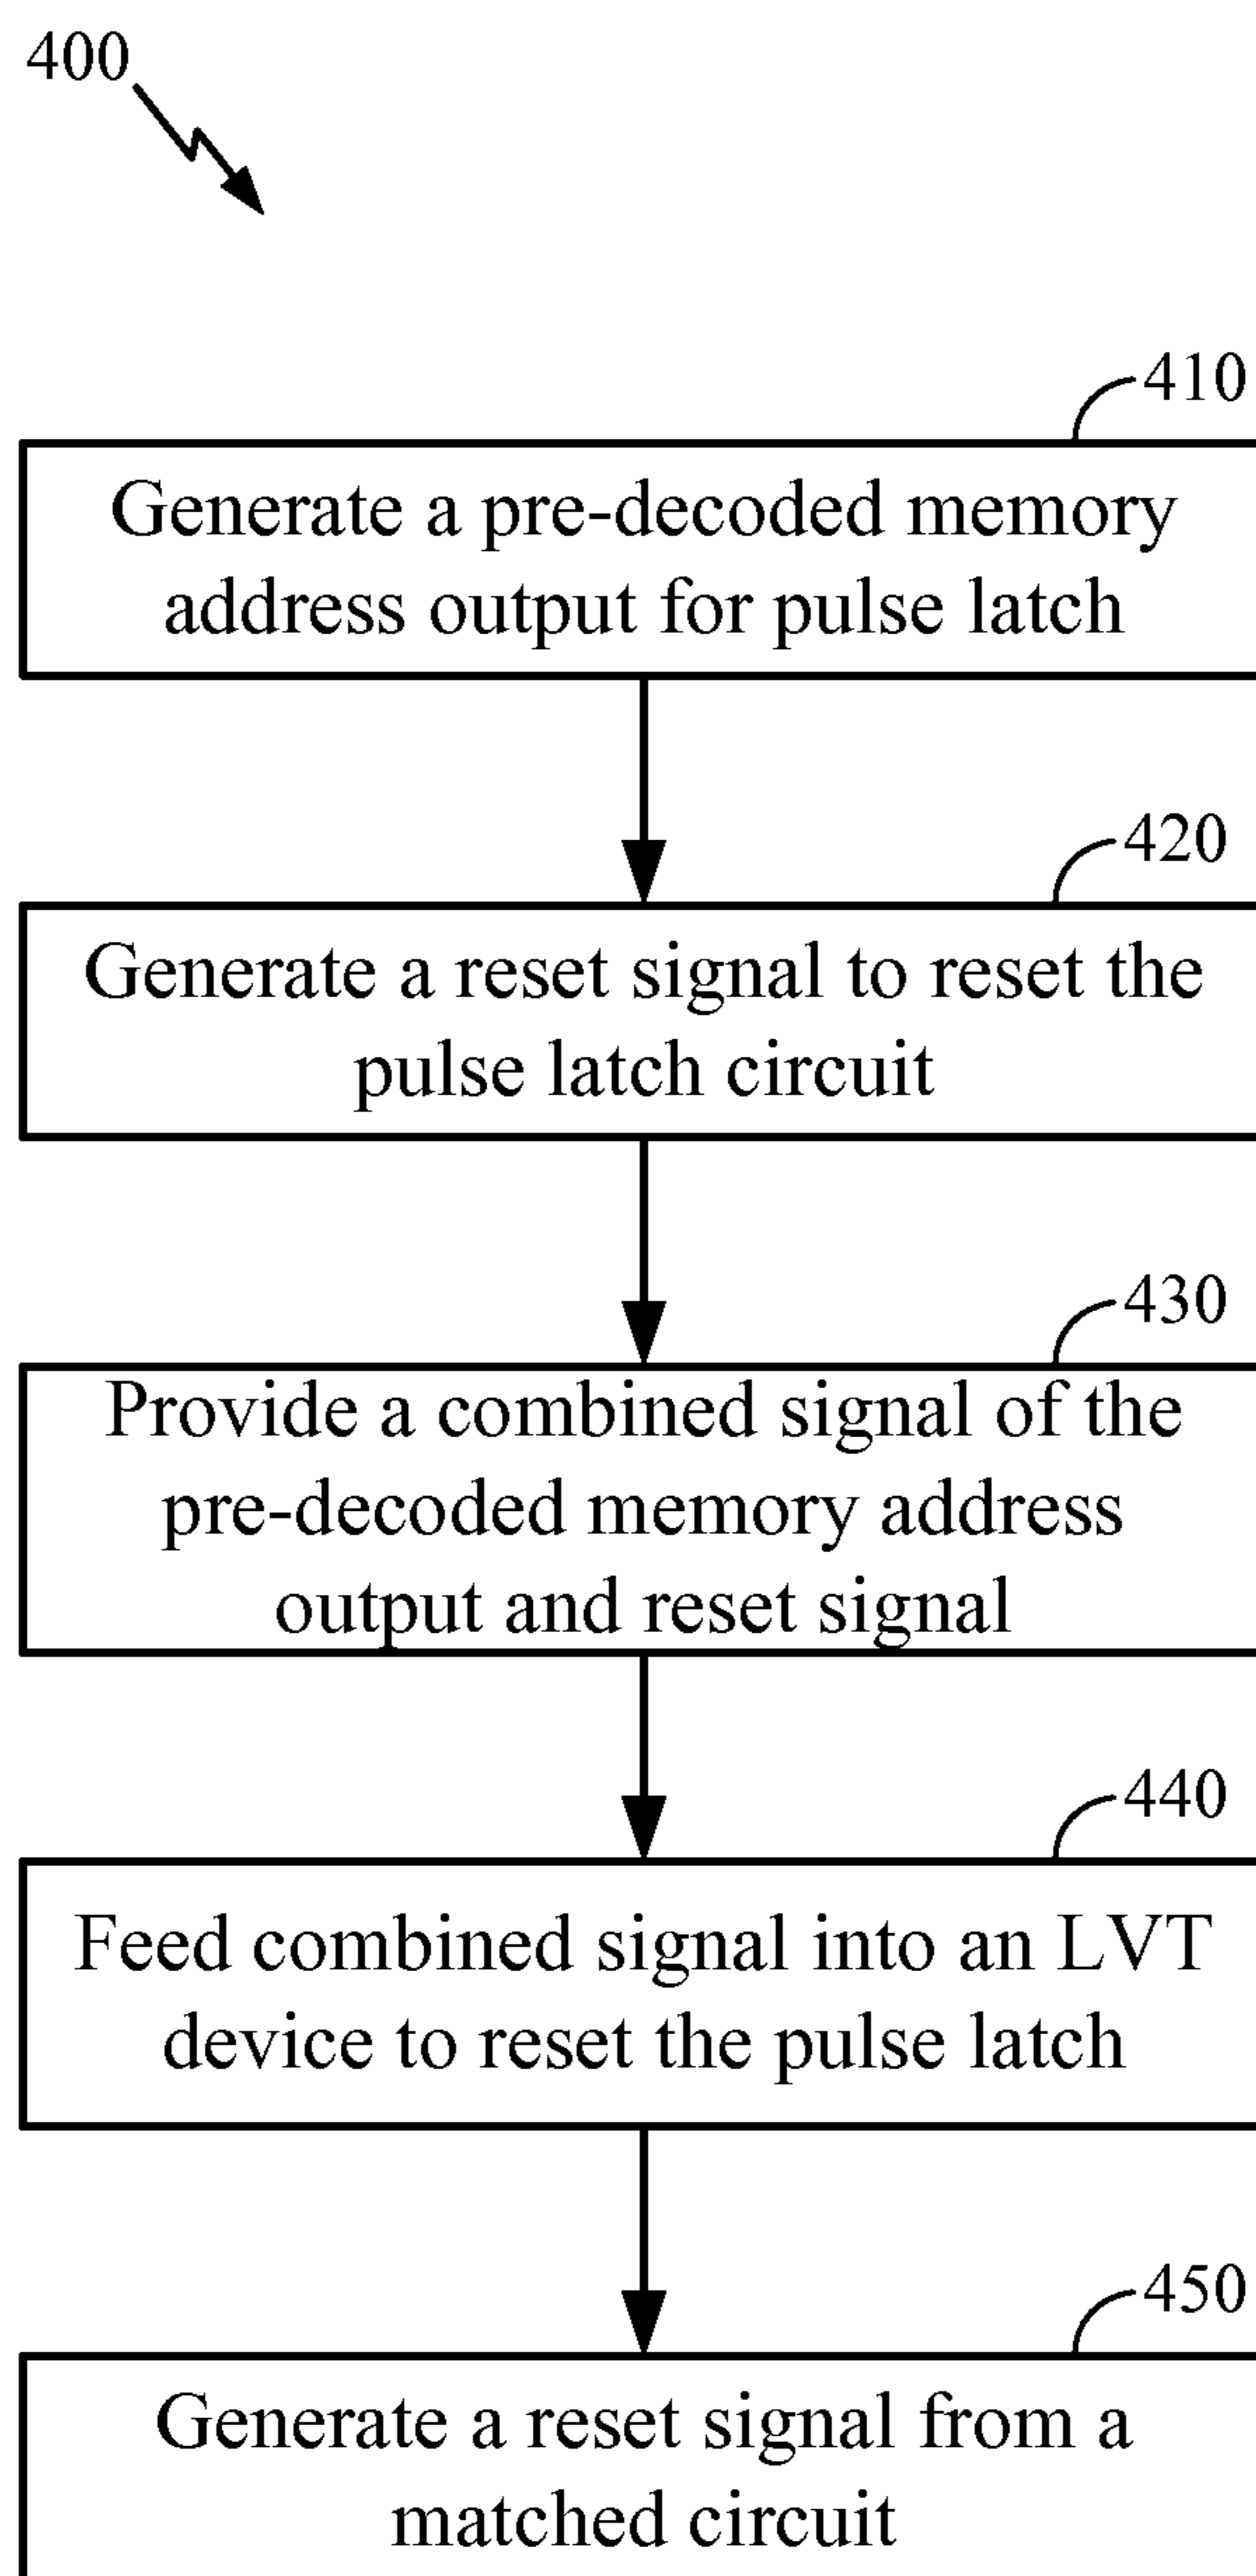 400
410
Generate a pre-decoded memory
address output for pulse latch
420
Generate a reset signal to reset the
pulse latch circuit
430
Provide a combined signal of the
pre-decoded memory address
output and reset signal
440
Feed combined signal into an LVT
device to reset the pulse latch
450
Generate a reset signal from a
matched circuit